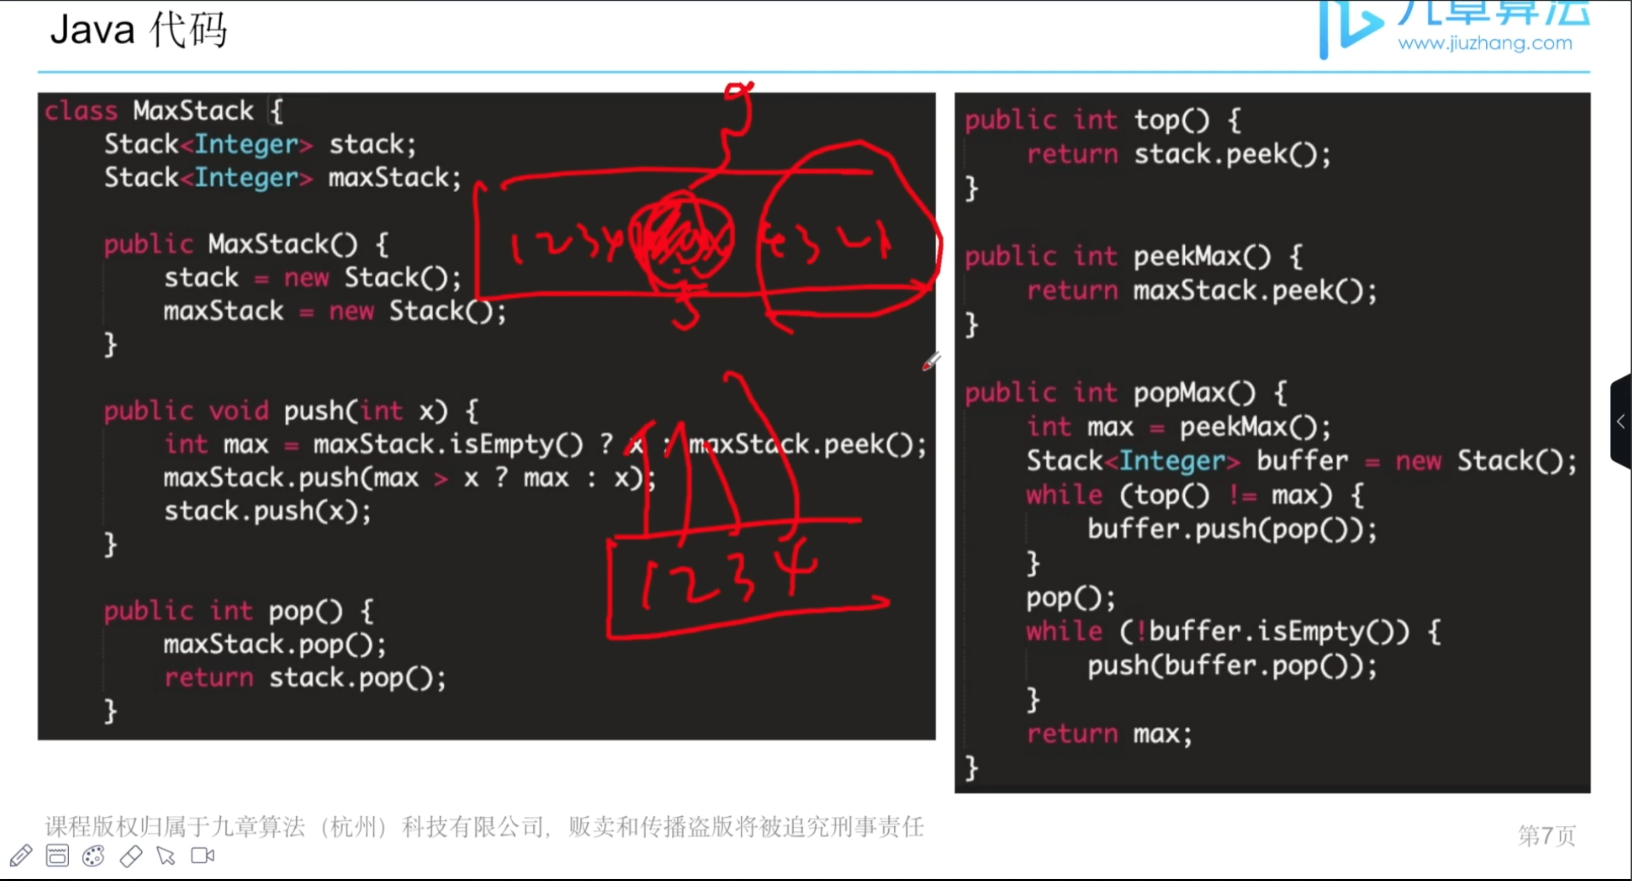 Java 代码
九章算法
www.jiuzhang.com
class MaxStack {
    Stack<Integer> stack;
    Stack<Integer> maxStack;
    public MaxStack() {
        stack = new Stack();
        maxStack = new Stack();
    }
    public void push(int x) {
        int max = maxStack.isEmpty() ? x : maxStack.peek();
        maxStack.push(max > x ? max : x);
        stack.push(x);
    }
    public int pop() {
        maxStack.pop();
        return stack.pop();
    }
1 2 3 4
3 2 1
5
1 2 3 4
public int top() {
    return stack.peek();
}
public int peekMax() {
    return maxStack.peek();
}
public int popMax() {
    int max = peekMax();
    Stack<Integer> buffer = new Stack();
    while (top() != max) {
        buffer.push(pop());
    }
    pop();
    while (!buffer.isEmpty()) {
        push(buffer.pop());
    }
    return max;
}
课程版权归属于九章算法（杭州）科技有限公司，贩卖和传播盗版将被追究刑事责任
第7页